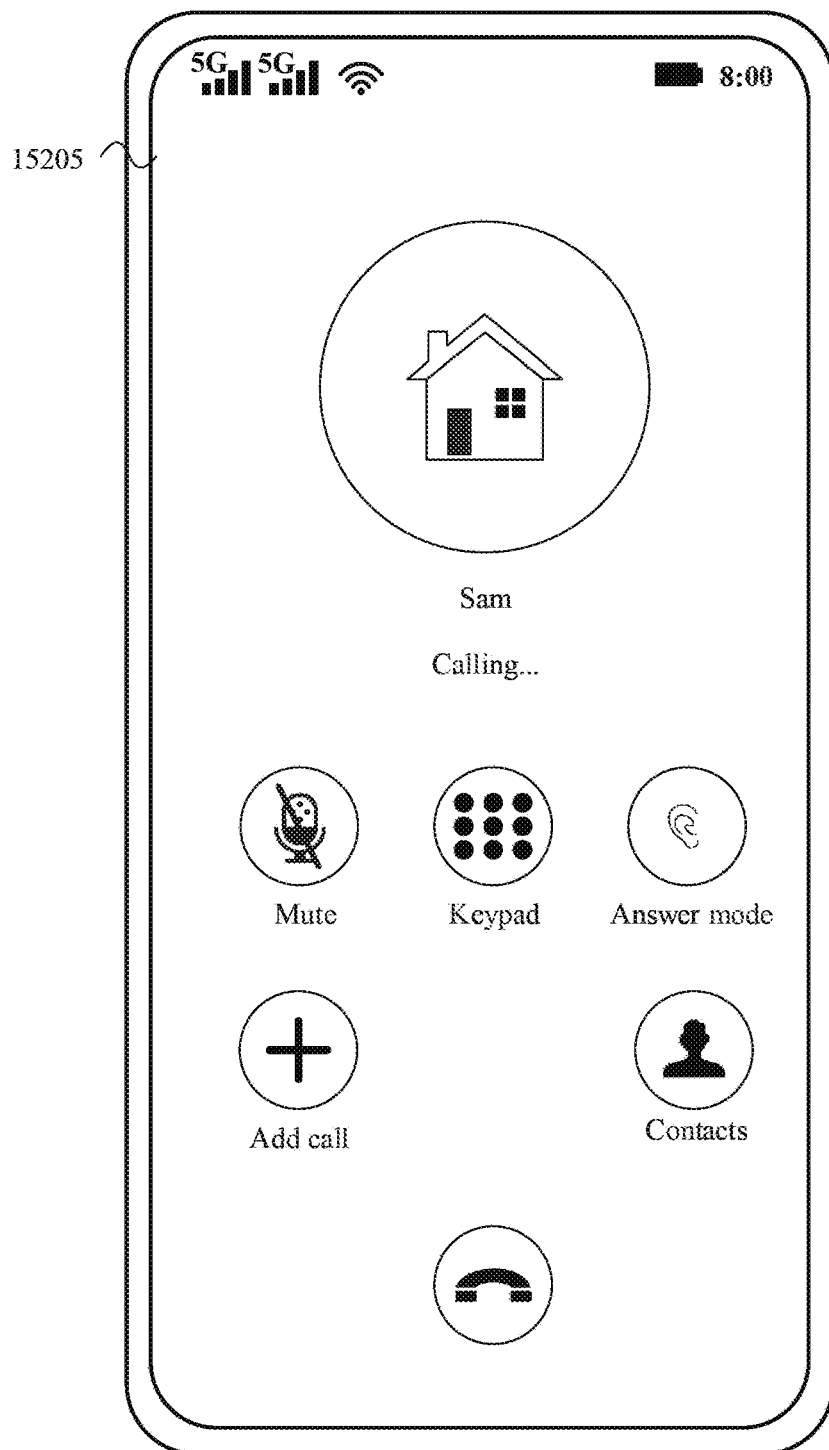 5G 5G 8:00
15205
Sam
Calling...
Mute Keypad Answer mode
Add call Contacts